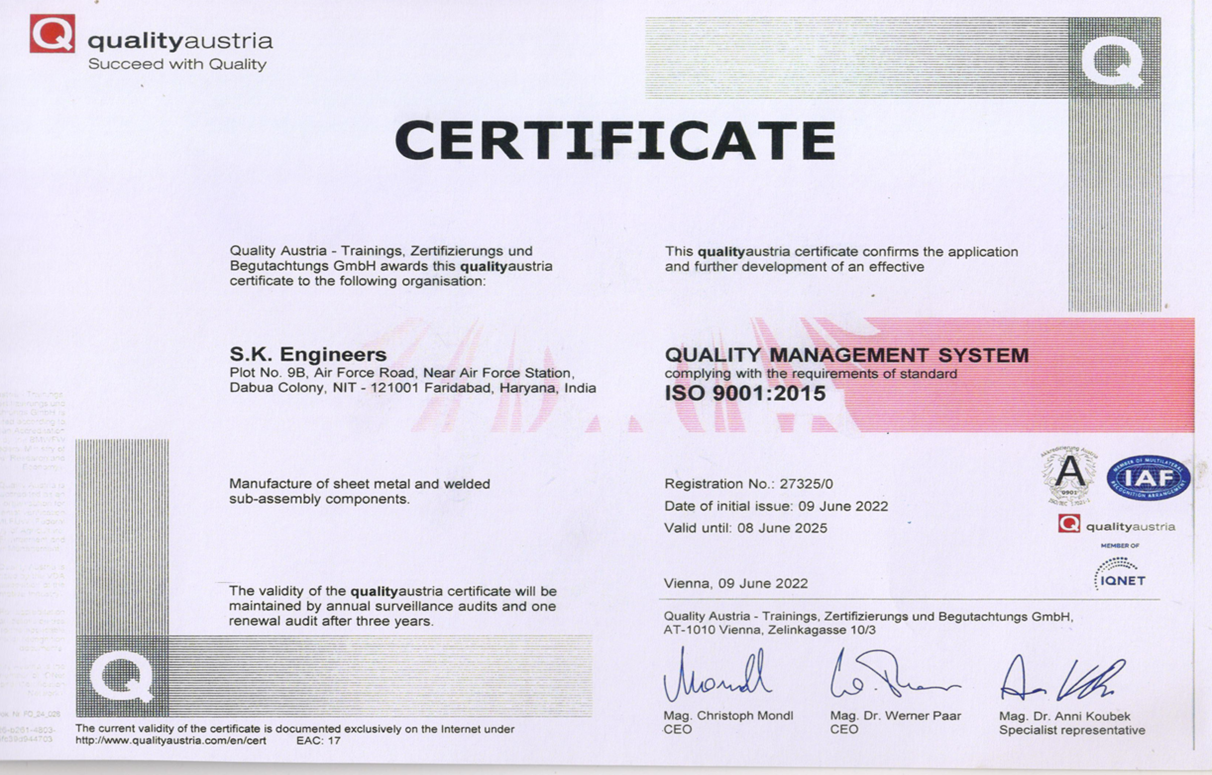 qualityaustria
Succeed with Quality
CERTIFICATE
Quality Austria - Trainings, Zertifizierungs und
Begutachtungs GmbH awards this qualityaustria
certificate to the following organisation:
This qualityaustria certificate confirms the application
and further development of an effective
S.K. Engineers
Plot No. 9B, Air Force Road, Near Air Force Station,
Dabua Colony, NIT - 121001 Faridabad, Haryana, India
QUALITY MANAGEMENT SYSTEM
complying with the requirements of standard
ISO 9001:2015
Manufacture of sheet metal and welded
sub-assembly components.
Registration No.: 27325/0
Date of initial issue: 09 June 2022
Valid until: 08 June 2025
A
MEMBER OF MULTILATERAL
IAF
RECOGNITION ARRANGEMENT
qualityaustria
MEMBER OF
IQNET
The validity of the qualityaustria certificate will be
maintained by annual surveillance audits and one
renewal audit after three years.
Vienna, 09 June 2022
Quality Austria - Trainings, Zertifizierungs und Begutachtungs GmbH,
AT-1010 Vienna, Zelinkagasse 10/3
Mag. Christoph Mondl
CEO
Mag. Dr. Werner Paar
CEO
Mag. Dr. Anni Koubek
Specialist representative
The current validity of the certificate is documented exclusively on the Internet under
http://www.qualityaustria.com/en/cert EAC: 17